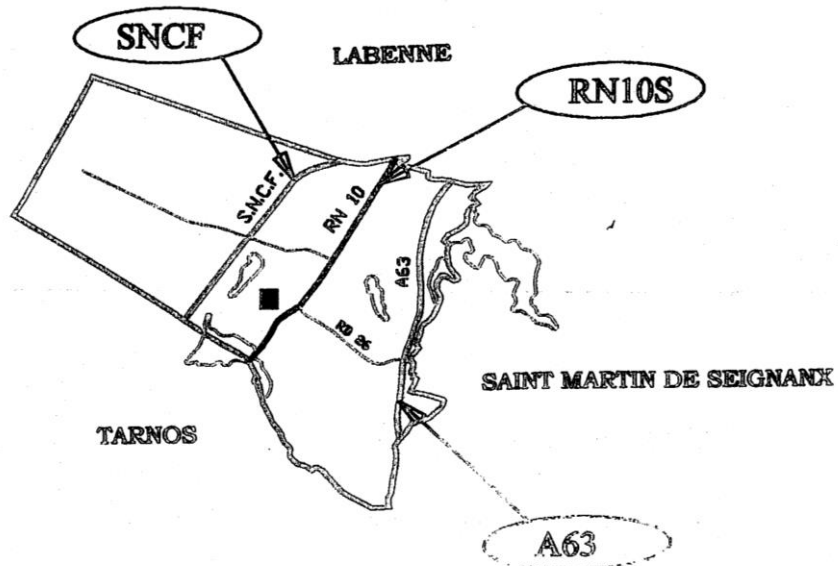 SNCF
LABENNE
RN10S
S.N.C.F.
RN 10
A63
RD 26
SAINT MARTIN DE SEIGNANX
TARNOS
A63